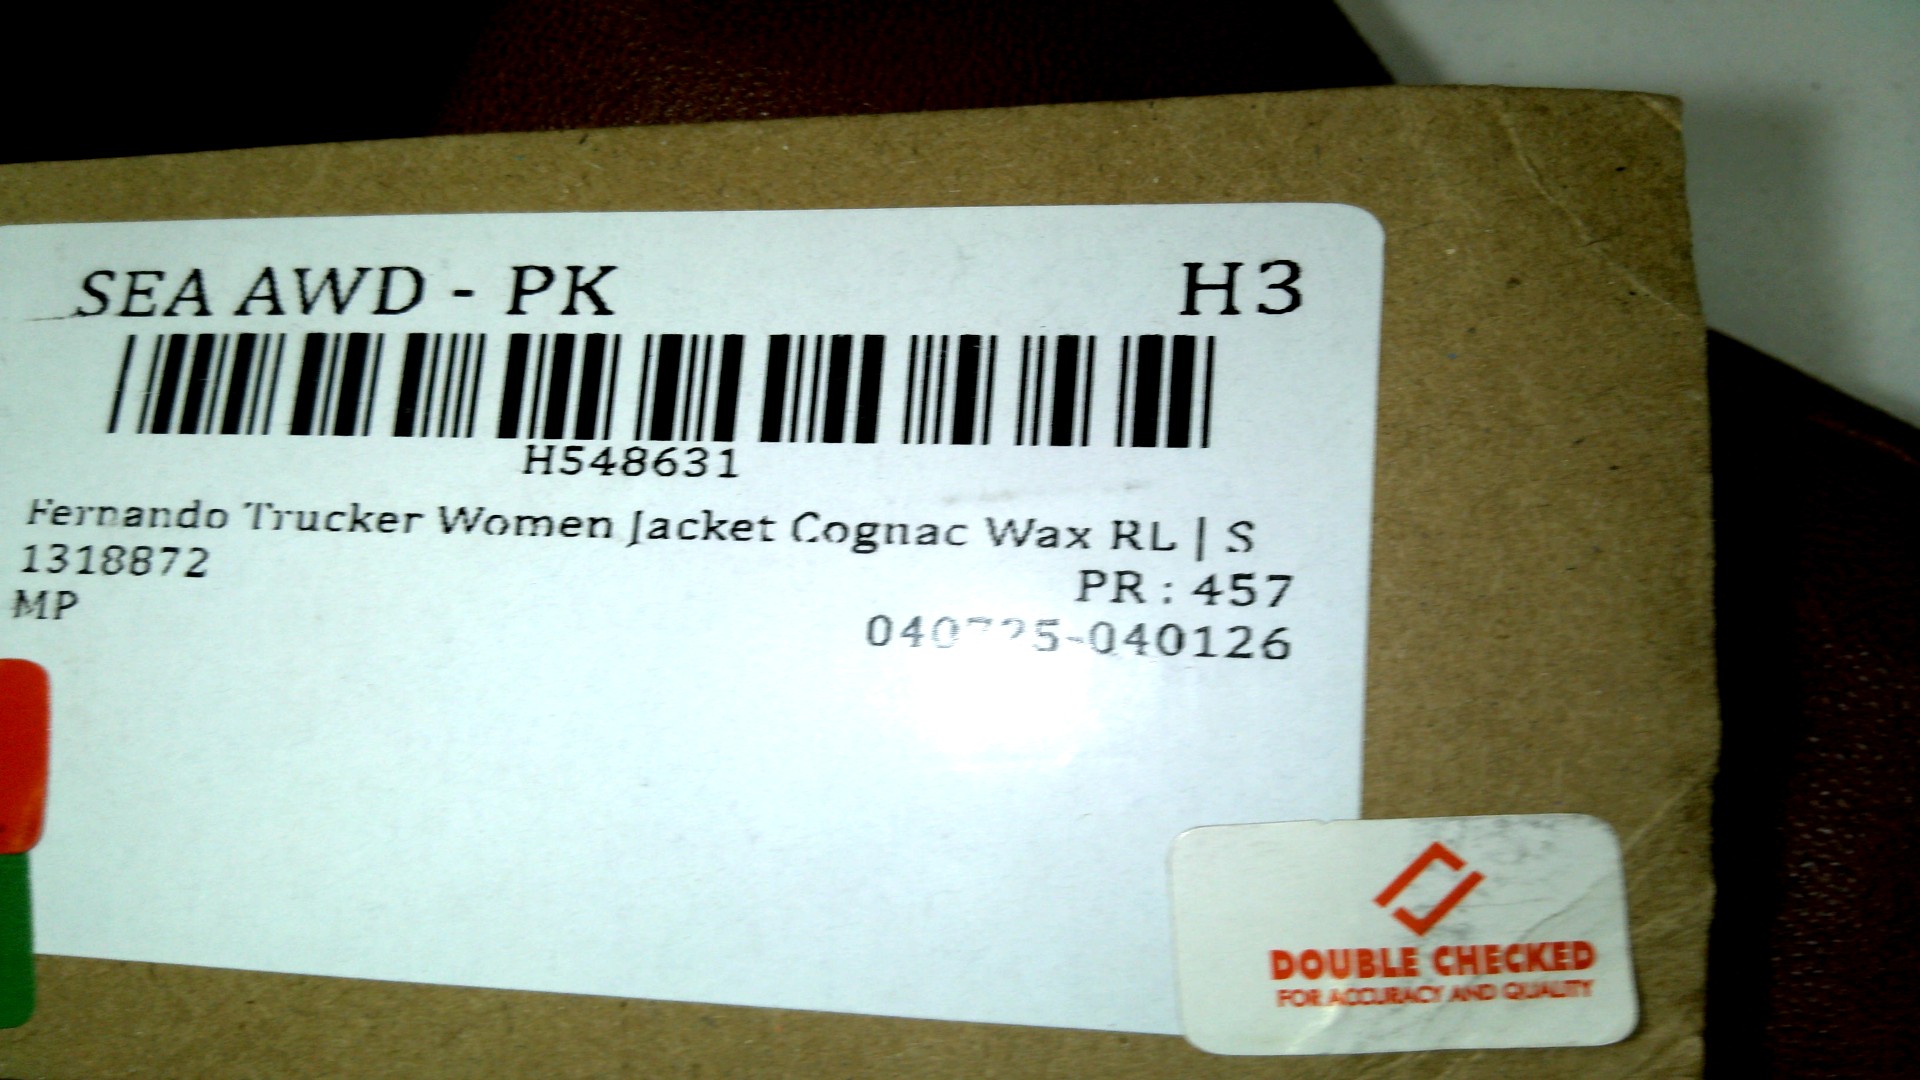 SEA AWD - PK H3
H548631
Fernando Trucker Women Jacket Cognac Wax RL | S
1318872 PR : 457
MP
-040126
DOUBLE CHECKED
FOR ACCURACY AND QUALITY